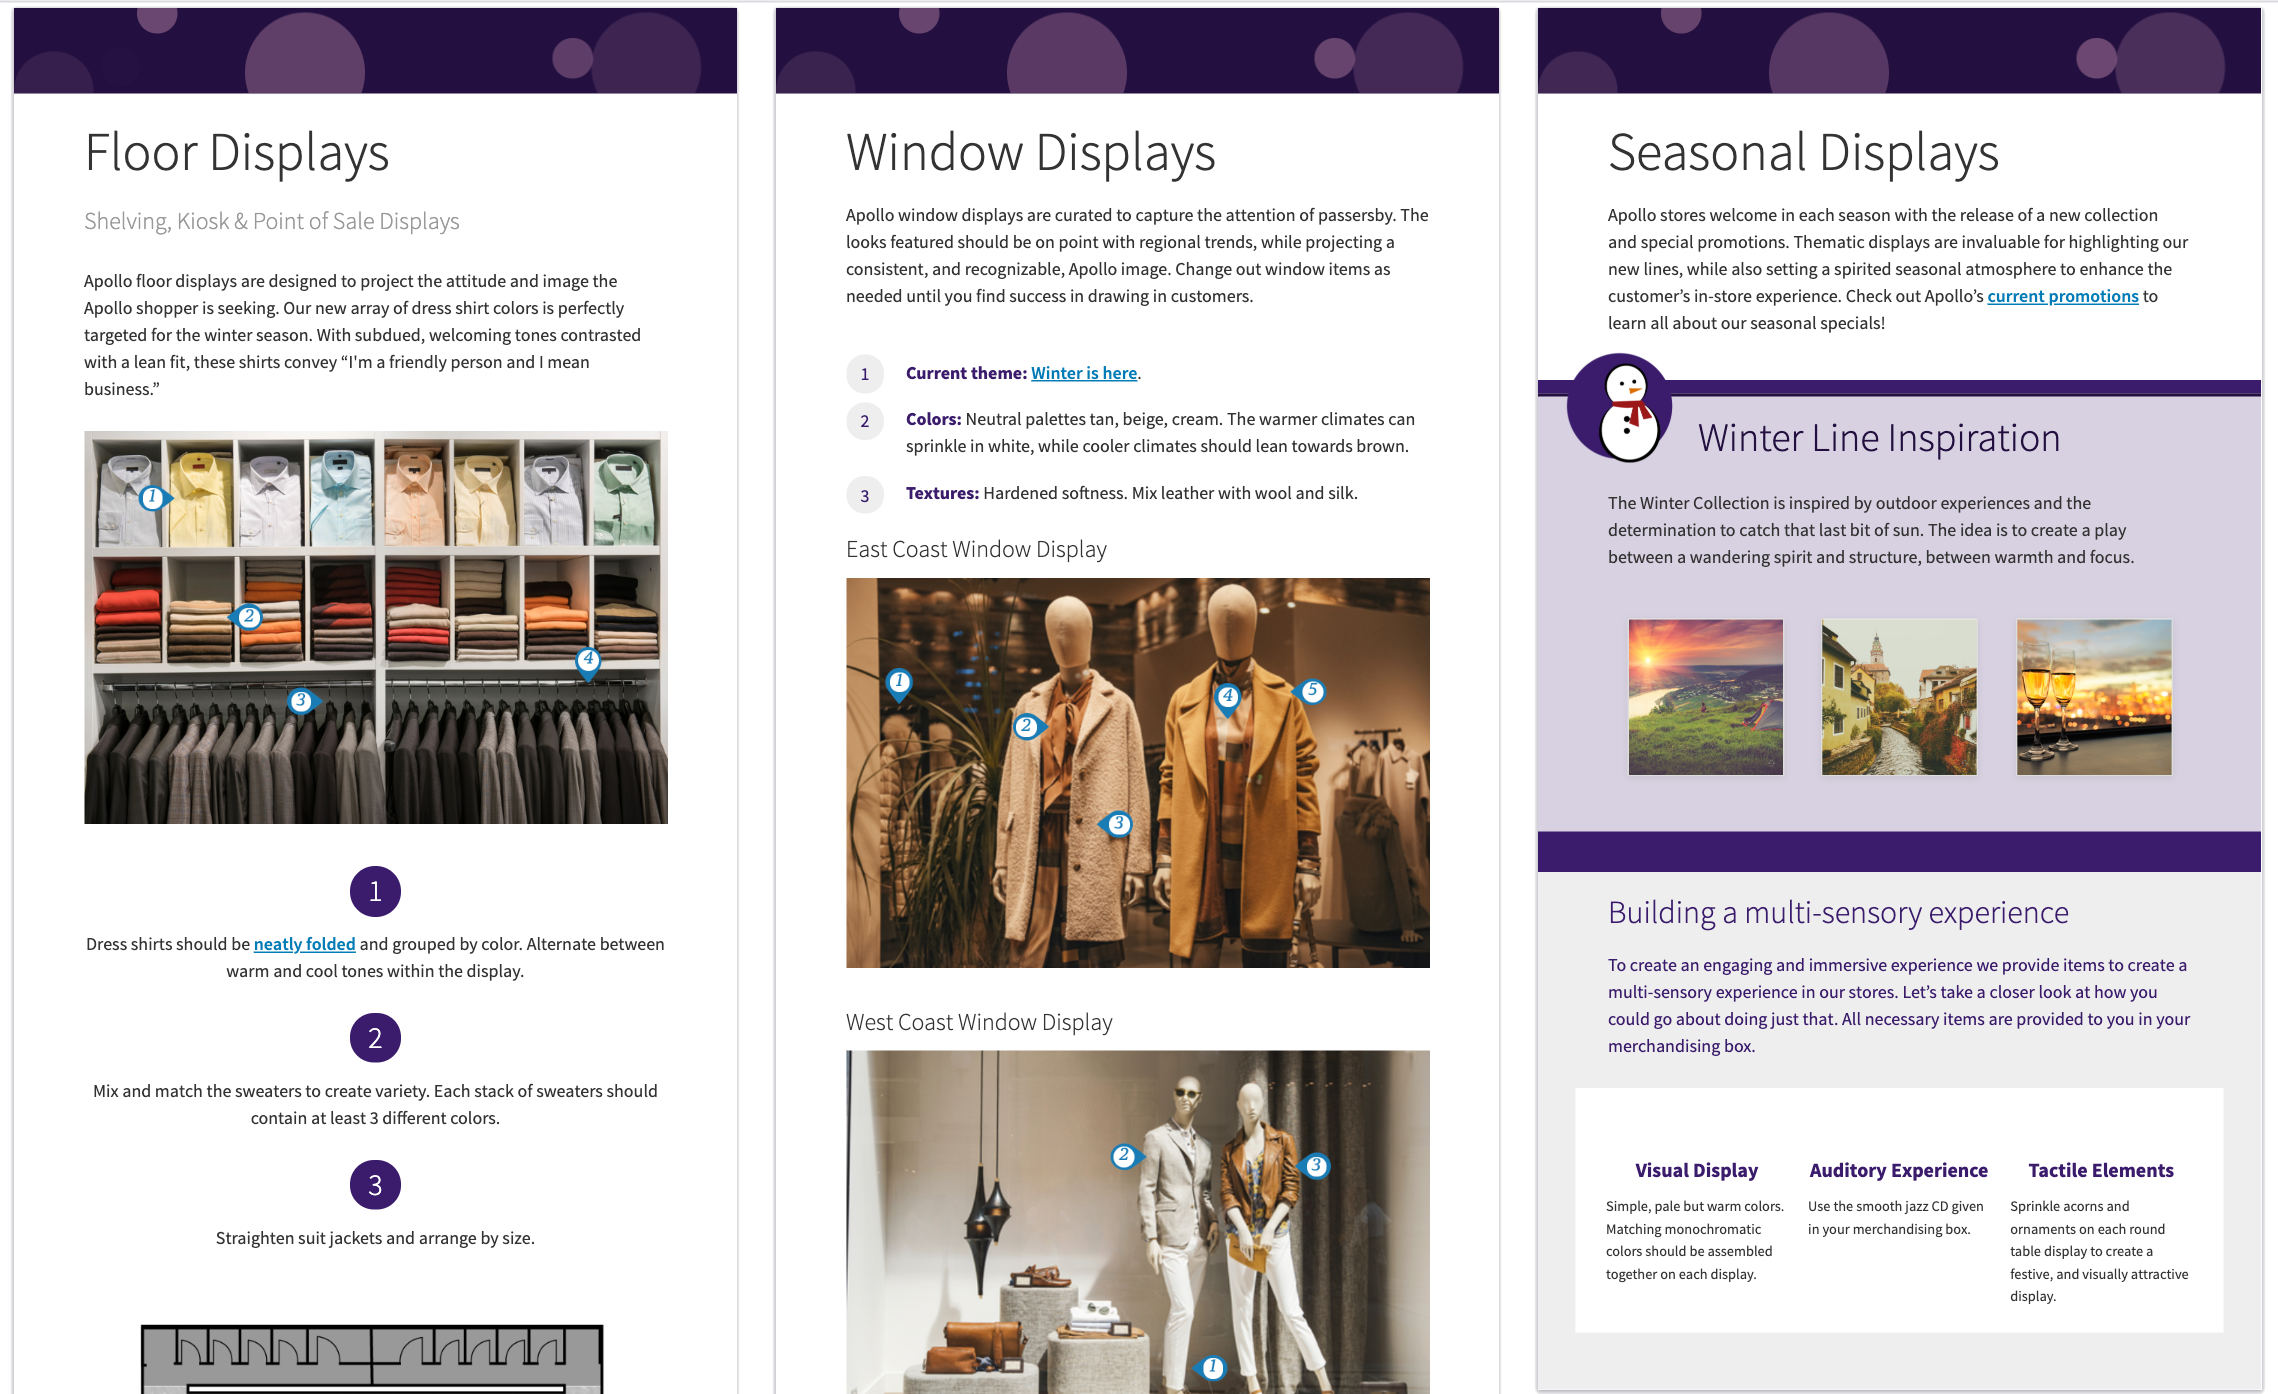 Floor Displays
Shelving, Kiosk & Point of Sale Displays
Apollo floor displays are designed to project the attitude and image the
Apollo shopper is seeking. Our new array of dress shirt colors is perfectly
targeted for the winter season. With subdued, welcoming tones contrasted
with a lean fit, these shirts convey “I'm a friendly person and I mean
business.”
1
2
4
3
1
Dress shirts should be neatly folded and grouped by color. Alternate between
warm and cool tones within the display.
2
Mix and match the sweaters to create variety. Each stack of sweaters should
contain at least 3 different colors.
3
Straighten suit jackets and arrange by size.
Window Displays
Apollo window displays are curated to capture the attention of passersby. The
looks featured should be on point with regional trends, while projecting a
consistent, and recognizable, Apollo image. Change out window items as
needed until you find success in drawing in customers.
1 Current theme: Winter is here.
2 Colors: Neutral palettes tan, beige, cream. The warmer climates can
sprinkle in white, while cooler climates should lean towards brown.
3 Textures: Hardened softness. Mix leather with wool and silk.
East Coast Window Display
1
2
4
5
3
West Coast Window Display
2
3
1
Seasonal Displays
Apollo stores welcome in each season with the release of a new collection
and special promotions. Thematic displays are invaluable for highlighting our
new lines, while also setting a spirited seasonal atmosphere to enhance the
customer’s in-store experience. Check out Apollo’s current promotions to
learn all about our seasonal specials!
Winter Line Inspiration
The Winter Collection is inspired by outdoor experiences and the
determination to catch that last bit of sun. The idea is to create a play
between a wandering spirit and structure, between warmth and focus.
Building a multi-sensory experience
To create an engaging and immersive experience we provide items to create a
multi-sensory experience in our stores. Let’s take a closer look at how you
could go about doing just that. All necessary items are provided to you in your
merchandising box.
Visual Display
Simple, pale but warm colors.
Matching monochromatic
colors should be assembled
together on each display.
Auditory Experience
Use the smooth jazz CD given
in your merchandising box.
Tactile Elements
Sprinkle acorns and
ornaments on each round
table display to create a
festive, and visually attractive
display.